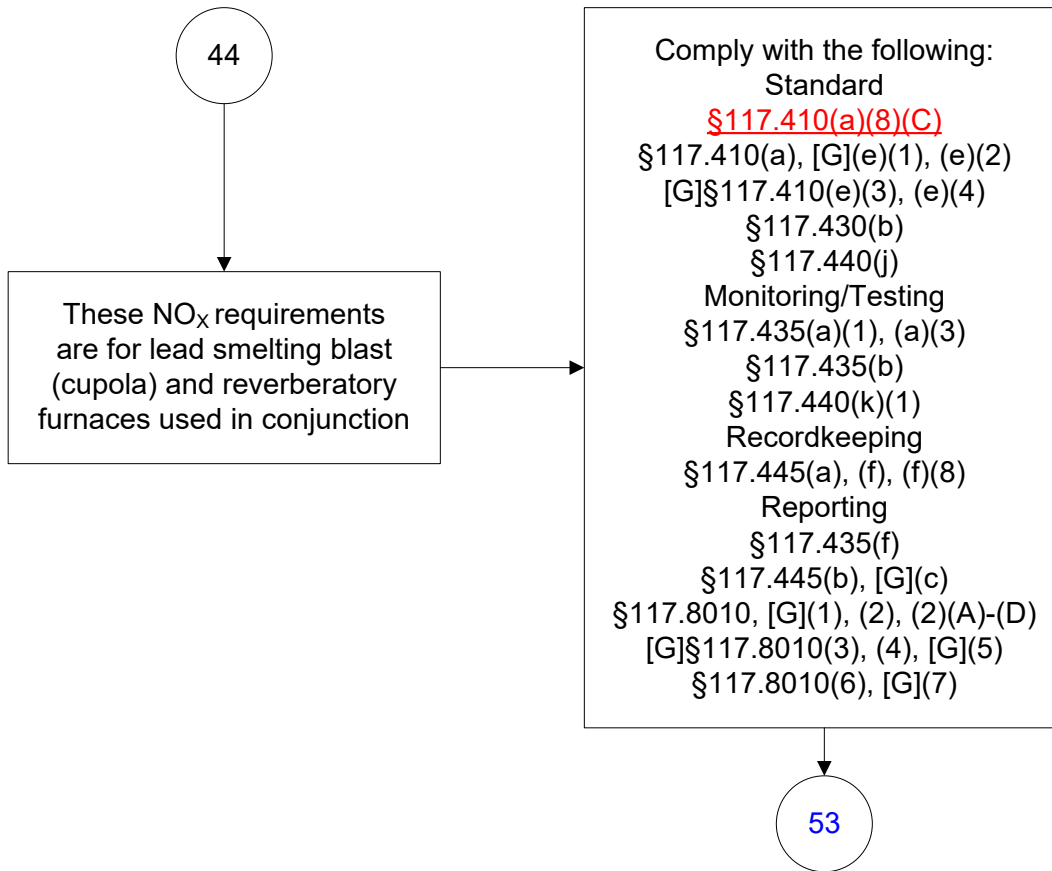 44
These NOX requirements
are for lead smelting blast
(cupola) and reverberatory
furnaces used in conjunction
Comply with the following:
Standard
§117.410(a)(8)(C)
§117.410(a), [G](e)(1), (e)(2)
[G]§117.410(e)(3), (e)(4)
§117.430(b)
§117.440(j)
Monitoring/Testing
§117.435(a)(1), (a)(3)
§117.435(b)
§117.440(k)(1)
Recordkeeping
§117.445(a), (f), (f)(8)
Reporting
§117.435(f)
§117.445(b), [G](c)
§117.8010, [G](1), (2), (2)(A)-(D)
[G]§117.8010(3), (4), [G](5)
§117.8010(6), [G](7)
53